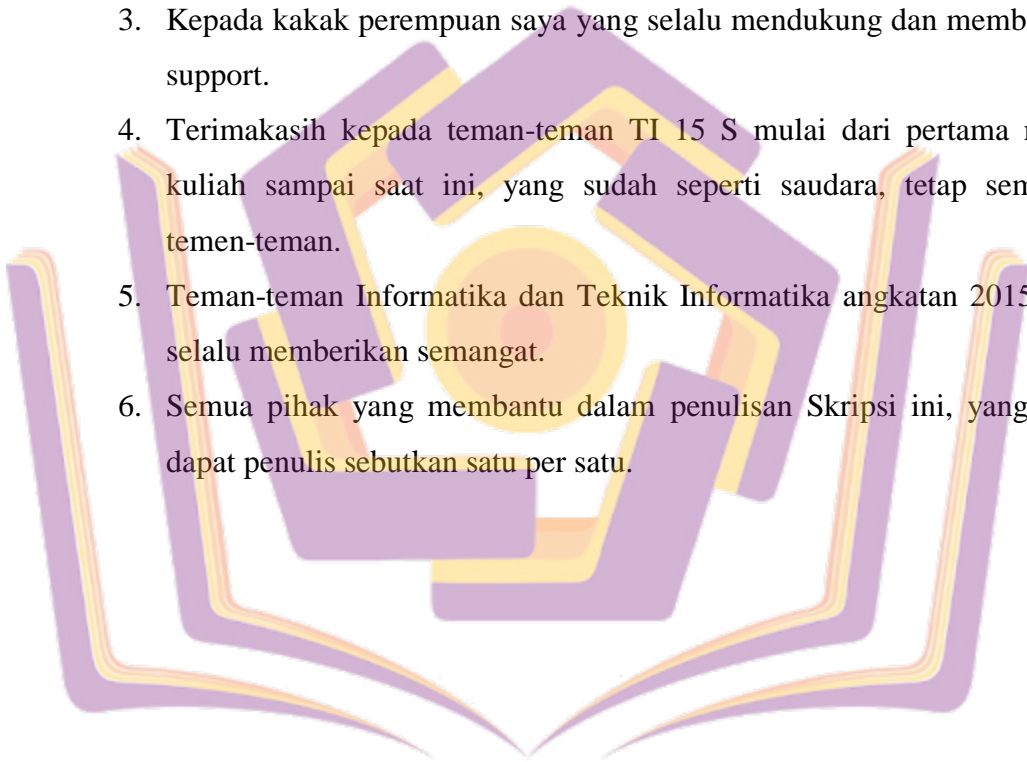 3. Kepada kakak perempuan saya yang selalu mendukung dan memb
support.
4. Terimakasih kepada teman-teman TI 15 S mulai dari pertama
kuliah sampai saat ini, yang sudah seperti saudara, tetap sem
temen-teman.
5. Teman-teman Informatika dan Teknik Informatika angkatan 2015
selalu memberikan semangat.
6. Semua pihak yang membantu dalam penulisan Skripsi ini, yang
dapat penulis sebutkan satu per satu.